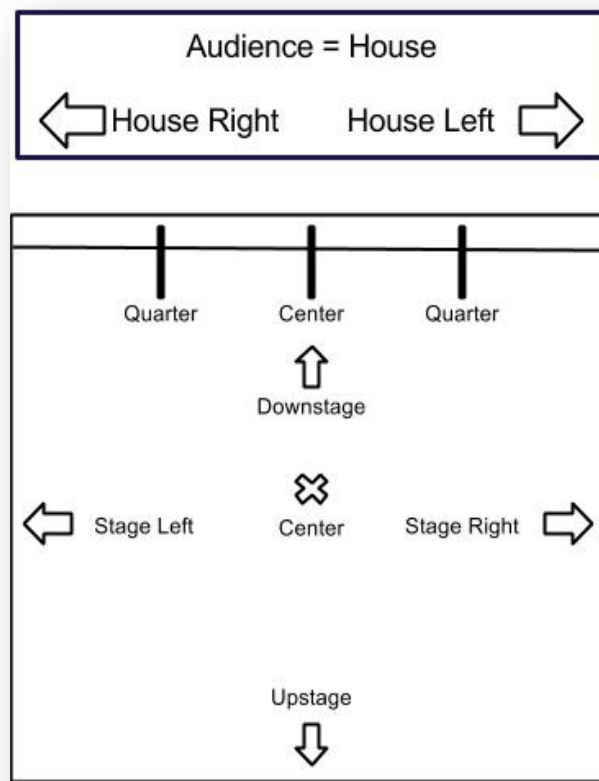 Audience = House
House Right House Left
Quarter Center Quarter
Downstage
Stage Left Center Stage Right
Upstage